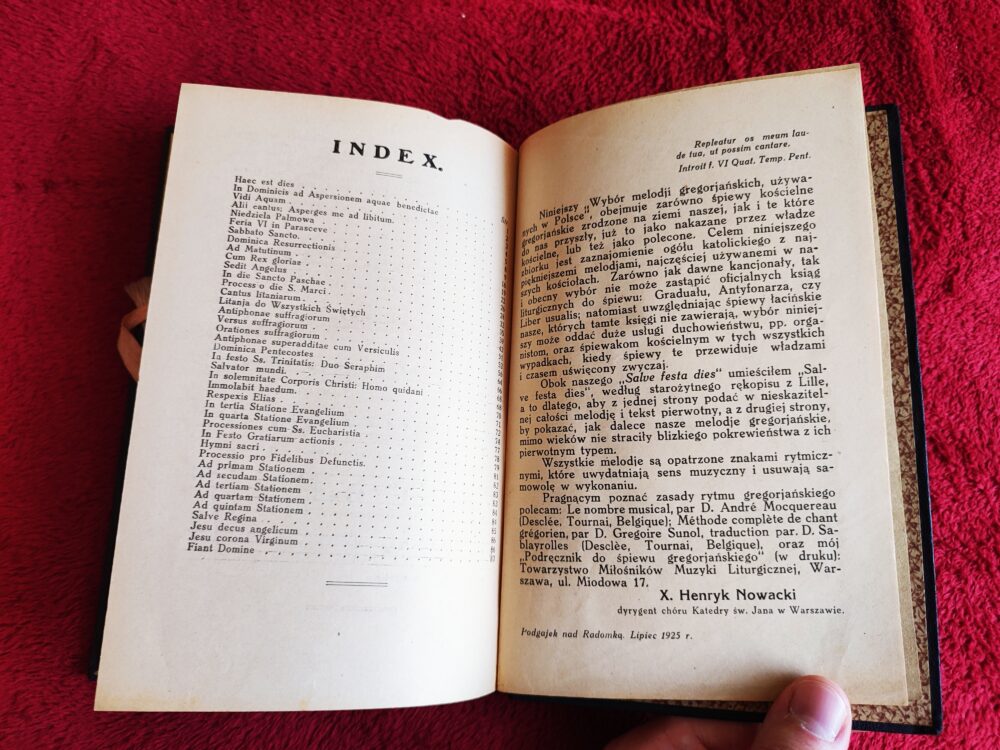 INDEX.
Haec est dies
In Dominicis ad Aspersionem aquae benedictae
Vidi Aquam
Alii cantus; Asperges me ad libitum.
Niedziela Palmowa
Feria VI in Parasceve
Sabbato Sancto.
Dominica Resurrectionis
Ad Matutinum
Cum Rex gloriae
Sedit Angelus
In die Sancto Paschae
Process o die S. Marci
Cantus litaniarum
Litanja do Wszystkich Świętych
Antiphonae suffragiorum
Versus suffragiorum
Orationes suffragiorum
Antiphonae superadditae cum Versiculis
Dominica Pentecostes
In festo Ss. Trinitatis: Duo Seraphim
Salvator mundi.
In solemnitate Corporis Christi: Homo quidani
Immolabit haedum.
Respexis Elias
In tertia Statione Evangelium
In quarta Statione Evangelium
Processiones cum Ss. Eucharistia
In Festo Gratiarum actionis
Hymni sacri
Processio pro Fidelibus Defunctis.
Ad primam Stationem
Ad secudam Stationem
Ad tertiam Stationem
Ad quartam Stationem
Ad quintam Stationem
Salve Regina
Jesu decus angelicum
Jesu corona Virginum
Fiant Domine
Repleatur os meum lau-
de tua, ut possim cantare.
Introit f. VI Quat. Temp. Pent.
Niniejszy „Wybór melodii gregorjańskich, używa-
nych w Polsce", obejmuje zarówno śpiewy kościelne
gregorjańskie zrodzone na ziemi naszej, jak i te które
do nas przyszły, już to jako nakazane przez władze
kościelne, lub też jako polecone. Celem niniejszego
zbiorku jest zaznajomienie ogółu katolickiego z naj-
piękniejszemi melodjami, najczęściej używanemi w na-
szych kościołach. Zarówno jak dawne kancjonały, tak
i obecny wybór nie może zastąpić oficjalnych ksiąg
liturgicznych do śpiewu: Graduału, Antyfonarza, czy
Liber usualis; natomiast uwzględniając śpiewy łacińskie
nasze, których tamte księgi nie zawierają, wybór niniej-
szy może oddać duże usługi duchowieństwu, pp. orga-
nistom, oraz śpiewakom kościelnym w tych wszystkich
wypadkach, kiedy śpiewy te przewiduje władzami
i czasem uświęcony zwyczaj.
Obok naszego „Salve festa dies" umieściłem „Sal-
ve festa dies", według starożytnego rękopisu z Lille,
a to dlatego, aby z jednej strony podać w nieskazitel-
nej całości melodję i tekst pierwotny, a z drugiej strony,
by pokazać, jak dalece nasze melodje gregorjańskie,
mimo wieków nie straciły blizkiego pokrewieństwa z ich
pierwotnym typem.
Wszystkie melodje są opatrzone znakami rytmicz-
nymi, które uwydatniają sens muzyczny i usuwają sa-
mowolę w wykonaniu.
Pragnącym poznać zasady rytmu gregorjańskiego
polecam: Le nombre musical, par D. André Mocquereau
(Desclée. Tournai, Belgique); Méthode complète de chant
grégorien, par D. Gregoire Sunol, traduction par. D. Sa-
blayrolles (Desclèe, Tournai, Belgique), oraz mój
„Podręcznik do śpiewu gregorjańskiego" (w druku):
Towarzystwo Miłośników Muzyki Liturgicznej, War-
szawa, ul. Miodowa 17.
X. Henryk Nowacki
dyrygent chóru Katedry św. Jana w Warszawie.
Podgajek nad Radomką. Lipiec 1925 r.